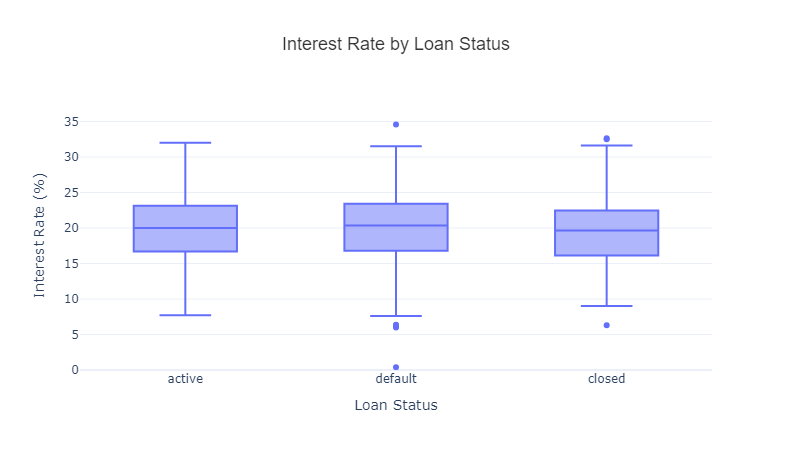 Interest Rate by Loan Status
Interest Rate (%)
35
30
25
20
15
10
5
0
active default closed
Loan Status